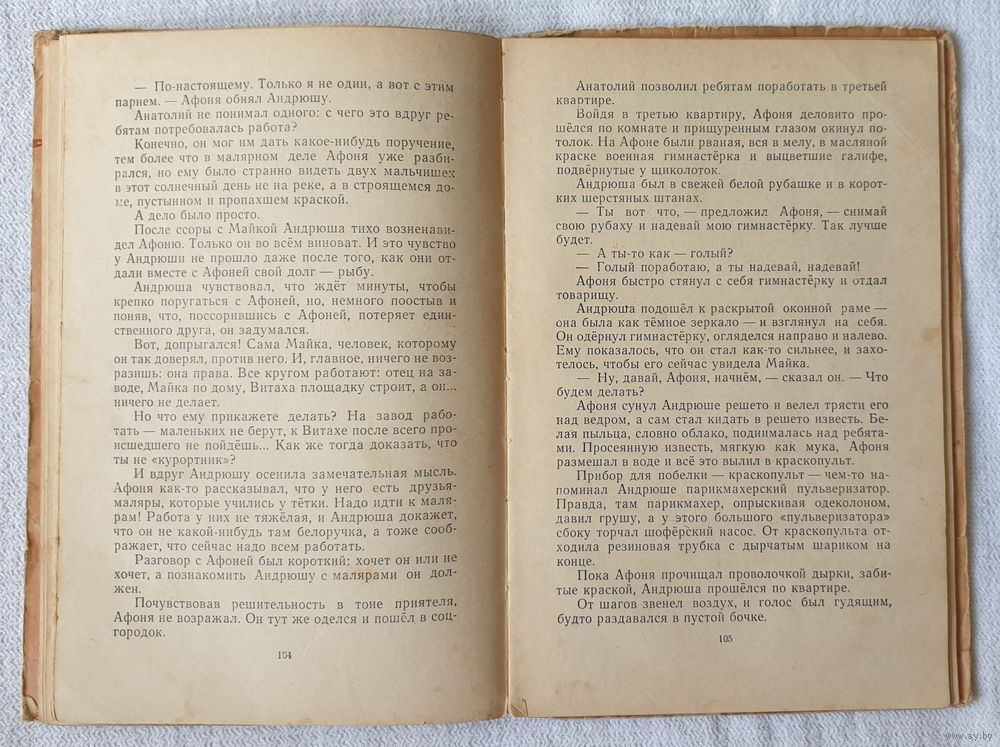 — По-настоящему. Только я не один, а вот с этим
парнем. — Афоня обнял Андрюшу.
Анатолий не понимал одного: с чего это вдруг ре-
бятам потребовалась работа?
Конечно, он мог им дать какое-нибудь поручение,
тем более что в малярном деле Афоня уже разби-
рался, но ему было странно видеть двух мальчишек
в этот солнечный день не на реке, а в строящемся до-
ме, пустынном и пропахшем краской.
А дело было просто.
После ссоры с Майкой Андрюша тихо возненави-
дел Афоню. Только он во всём виноват. И это чувство
у Андрюши не прошло даже после того, как они от-
дали вместе с Афоней свой долг — рыбу.
Андрюша чувствовал, что ждёт минуты, чтобы
крепко поругаться с Афоней, но, немного поостыв и
поняв, что, поссорившись с Афоней, потеряет един-
ственного друга, он задумался.
Вот, допрыгался! Сама Майка, человек, которому
он так доверял, против него. И, главное, ничего не воз-
разишь: она права. Все кругом работают: отец на за-
воде, Майка по дому, Витаха площадку строит, а он...
ничего не делает.
Но что ему прикажете делать? На завод рабо-
тать — маленьких не берут, к Витахе после всего про-
исшедшего не пойдёшь... Как же тогда доказать, что
ты не «курортник»?
И вдруг Андрюшу осенила замечательная мысль.
Афоня как-то рассказывал, что у него есть друзья-
маляры, которые учились у тётки. Надо идти к маля-
рам! Работа у них не тяжёлая, и Андрюша докажет,
что он не какой-нибудь там белоручка, а тоже сооб-
ражает, что сейчас надо всем работать.
Разговор с Афоней был короткий: хочет он или не
хочет, а познакомить Андрюшу с малярами он дол-
жен.
Почувствовав решительность в тоне приятеля,
Афоня не возражал. Он тут же оделся и пошёл в соц-
городок.
104
Анатолий позволил ребятам поработать в третьей
квартире.
Войдя в третью квартиру, Афоня деловито про-
шёлся по комнате и прищуренным глазом окинул по-
толок. На Афоне были рваная, вся в мелу, в масляной
краске военная гимнастёрка и выцветшие галифе,
подвёрнутые у щиколоток.
Андрюша был в свежей белой рубашке и в корот-
ких шерстяных штанах.
— Ты вот что, — предложил Афоня, — снимай
свою рубаху и надевай мою гимнастёрку. Так лучше
будет.
— А ты-то как — голый?
— Голый поработаю, а ты надевай, надевай!
Афоня быстро стянул с себя гимнастёрку и отдал
товарищу.
Андрюша подошёл к раскрытой оконной раме —
она была как тёмное зеркало — и взглянул на себя.
Он одёрнул гимнастёрку, огляделся направо и налево.
Ему показалось, что он стал как-то сильнее, и захо-
телось, чтобы его сейчас увидела Майка.
— Ну, давай, Афоня, начнём, — сказал он. — Что
будем делать?
Афоня сунул Андрюше решето и велел трясти его
над ведром, а сам стал кидать в решето известь. Бе-
лая пыльца, словно облако, поднималась над ребята-
ми. Просеянную известь, мягкую как мука, Афоня
размешал в воде и всё это вылил в краскопульт.
Прибор для побелки — краскопульт — чем-то на-
поминал Андрюше парикмахерский пульверизатор.
Правда, там парикмахер, опрыскивая одеколоном,
давил грушу, а у этого большого «пульверизатора»
сбоку торчал шофёрский насос. От краскопульта от-
ходила резиновая трубка с дырчатым шариком на
конце.
Пока Афоня прочищал проволочкой дырки, заби-
тые краской, Андрюша прошёлся по квартире.
От шагов звенел воздух, и голос был гудящим,
будто раздавался в пустой бочке.
105
www.ay.by